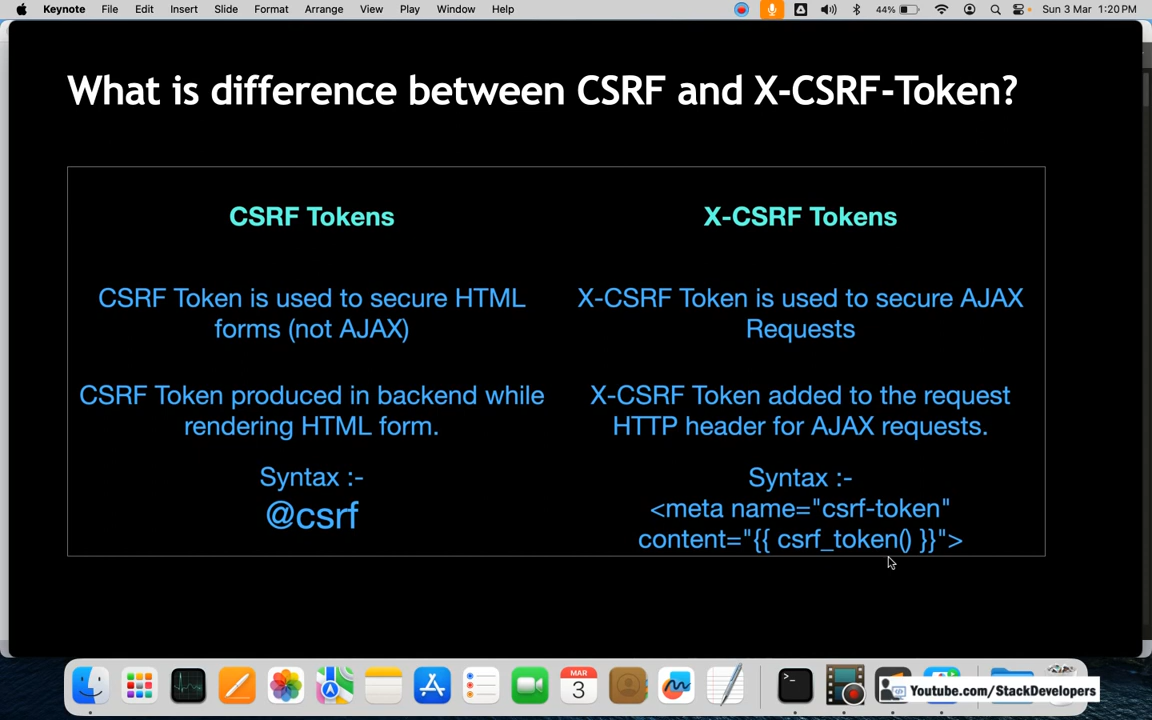 Keynote File Edit Insert Slide Format Arrange View Play Window Help 44% Sun 3 Mar 1:20 PM
What is difference between CSRF and X-CSRF-Token?
CSRF Tokens
CSRF Token is used to secure HTML
forms (not AJAX)
CSRF Token produced in backend while
rendering HTML form.
Syntax :-
@csrf
X-CSRF Tokens
X-CSRF Token is used to secure AJAX
Requests
X-CSRF Token added to the request
HTTP header for AJAX requests.
Syntax :-
<meta name="csrf-token"
content="{{ csrf_token() }}">
MAR
3
Youtube.com/StackDevelopers